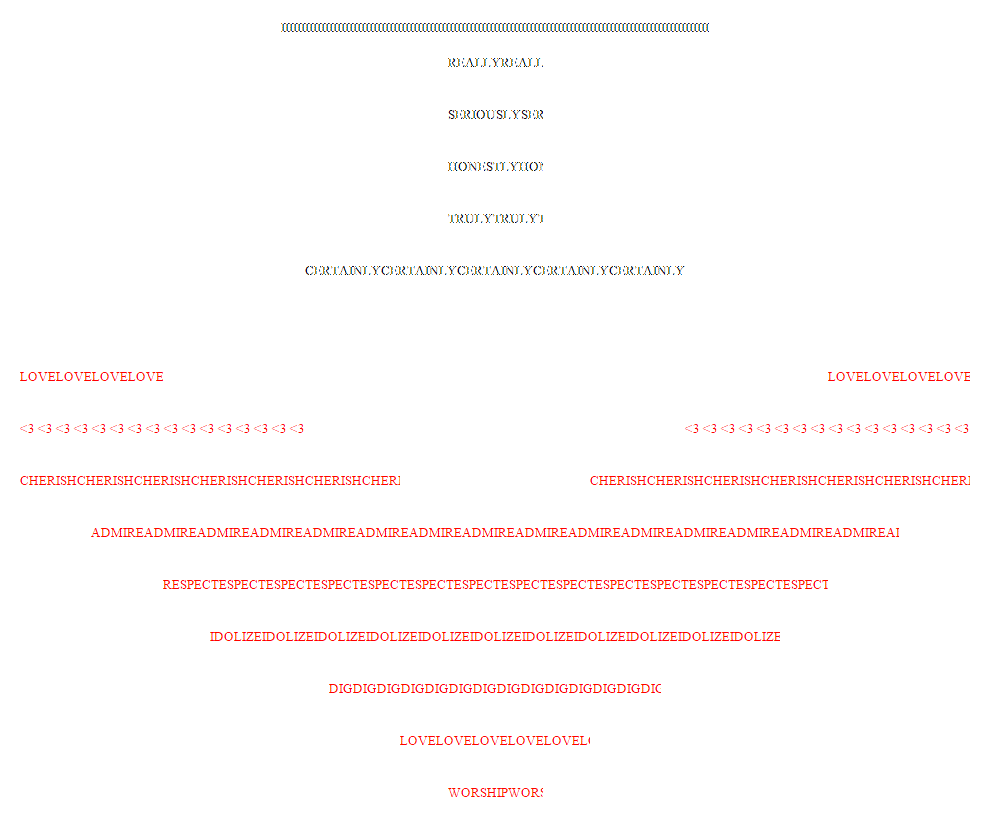 REALLYREALL
SERIOUSLYSER
HONESTLYHON
TRULYTRULYT
CERTAINLYCERTAINLYCERTAINLYCERTAINLYCERTAINLY
LOVELOVELOVELOVE LOVELOVELOVELOVE
<3 <3 <3 <3 <3 <3 <3 <3 <3 <3 <3 <3 <3 <3 <3 <3 <3 <3 <3 <3 <3 <3 <3 <3 <3 <3 <3 <3 <3 <3 <3 <3
CHERISHCHERISHCHERISHCHERISHCHERISHCHERISHCHERI CHERISHCHERISHCHERISHCHERISHCHERISHCHERISHCHERI
ADMIREADMIREADMIREADMIREADMIREADMIREADMIREADMIREADMIREADMIREADMIREADMIREADMIREADMIREADMIREAD
RESPECTESPECTESPECTESPECTESPECTESPECTESPECTESPECTESPECTESPECTESPECTESPECTESPECTESPECT
IDOLIZEIDOLIZEIDOLIZEIDOLIZEIDOLIZEIDOLIZEIDOLIZEIDOLIZEIDOLIZEIDOLIZEIDOLIZE
DIGDIGDIGDIGDIGDIGDIGDIGDIGDIGDIGDIGDIGDIG
LOVELOVELOVELOVELOVELO
WORSHIPWORS